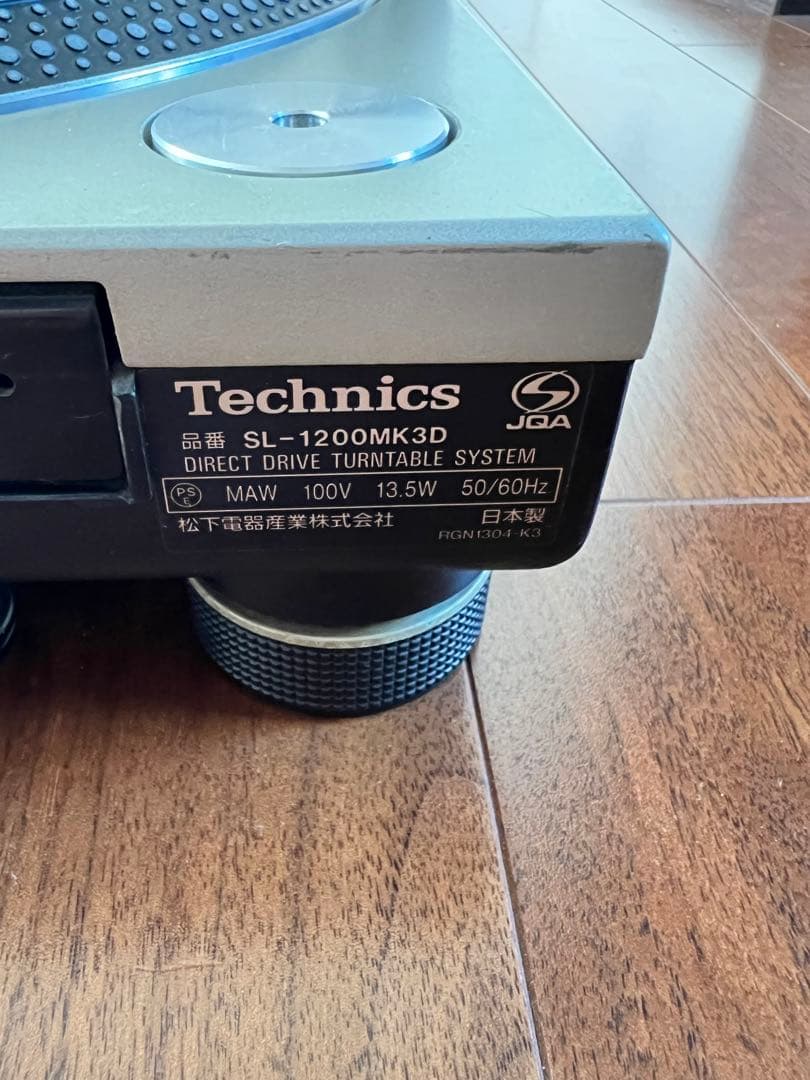 Technics
JQA
品番 SL-1200MK3D
DIRECT DRIVE TURNTABLE SYSTEM
PS E MAW 100V 13.5W 50/60Hz
松下電器産業株式会社 日本製
RGN1304-K3